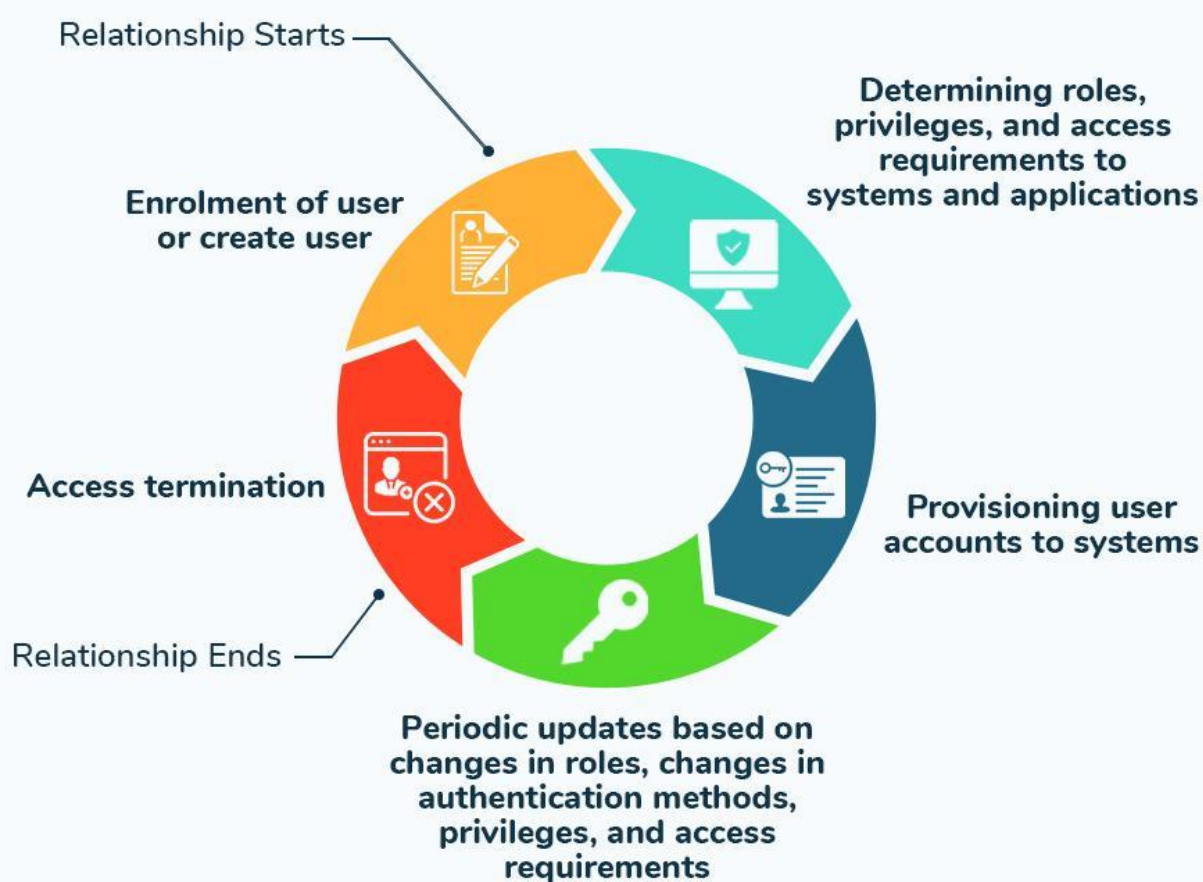 Relationship Starts
Enrolment of user
or create user
Determining roles,
privileges, and access
requirements to
systems and applications
Provisioning user
accounts to systems
Periodic updates based on
changes in roles, changes in
authentication methods,
privileges, and access
requirements
Relationship Ends
Access termination